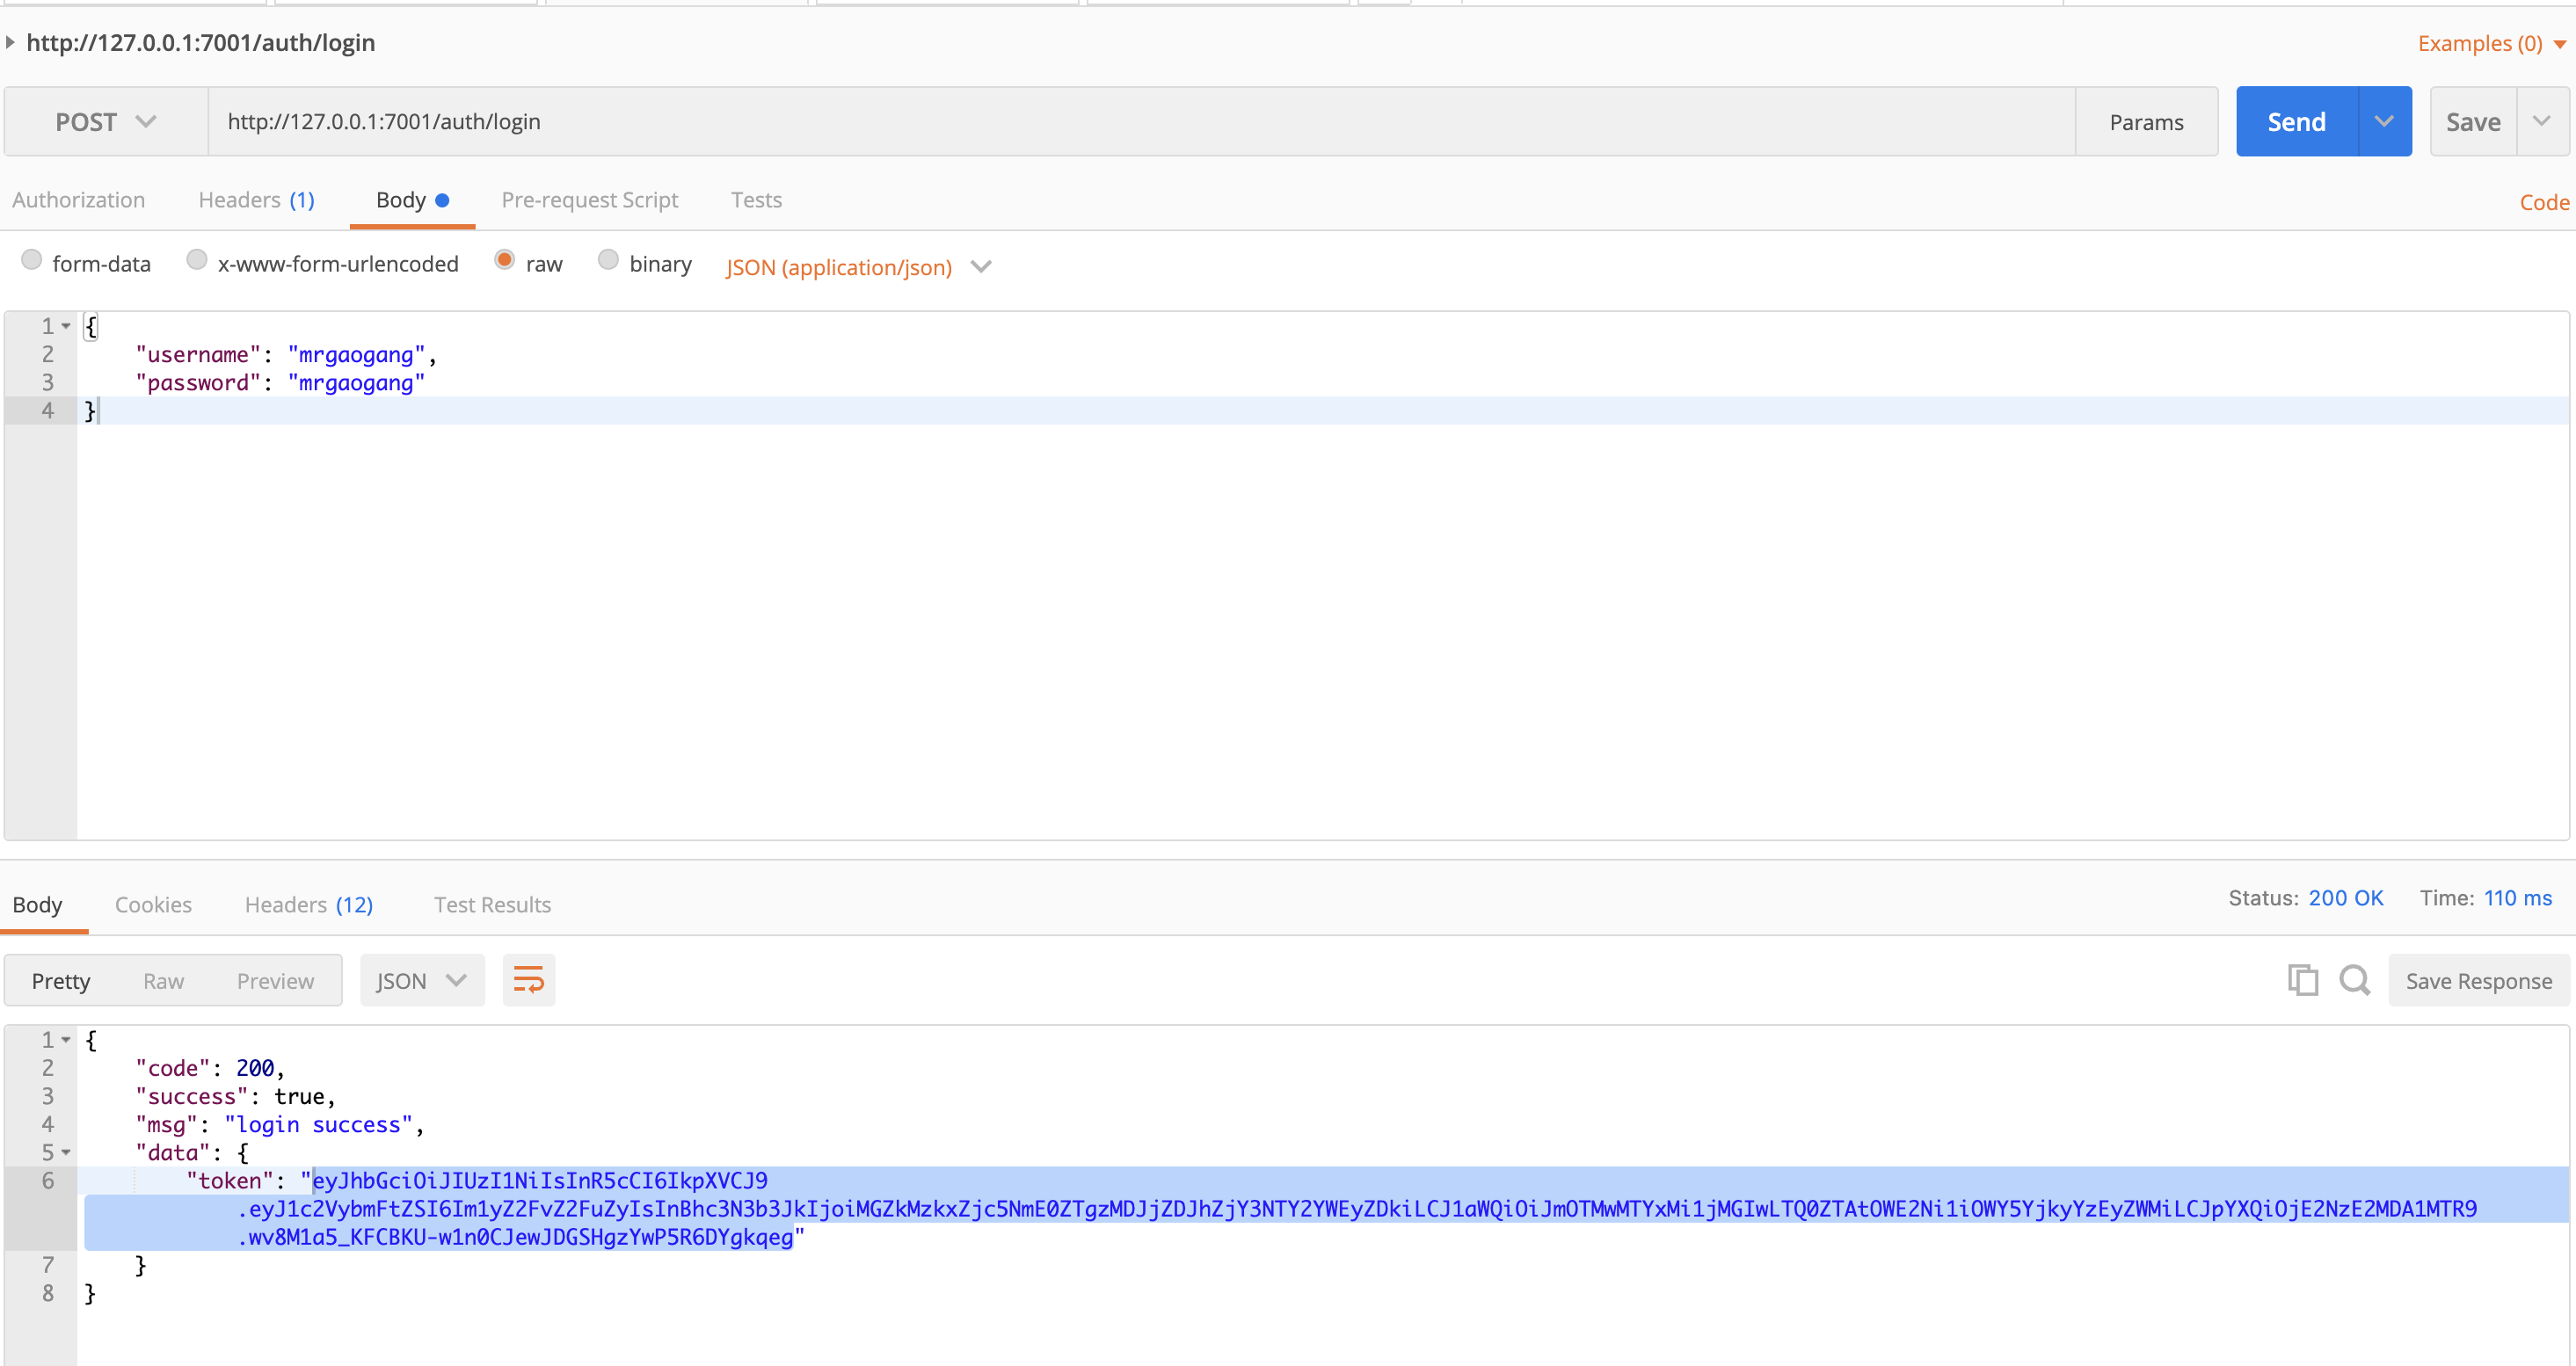 http://127.0.0.1:7001/auth/login
Examples (0)
POST
http://127.0.0.1:7001/auth/login
Params
Send
Save
Authorization
Headers (1)
Body
Pre-request Script
Tests
Code
form-data
x-www-form-urlencoded
raw
binary
JSON (application/json)
1 {
2 "username": "mrgaogang",
3 "password": "mrgaogang"
4 }
Body
Cookies
Headers (12)
Test Results
Status: 200 OK
Time: 110 ms
Pretty
Raw
Preview
JSON
Save Response
1 {
2 "code": 200,
3 "success": true,
4 "msg": "login success",
5 "data": {
6 "token": "eyJhbGciOiJIUzI1NiIsInR5cCI6IkpXVCJ9
.eyJ1c2VybmFtZSI6Im1yZ2FvZ2FuZyIsInBhc3N3b3JkIjoiMGZkMzkxZjc5NmE0ZTgzMDJjZDJhZjY3NTY2YWEyZDkiLCJ1aWQiOiJmOTMwMTYxMi1jMGIwLTQ0ZTAtOWE2Ni1iOWY5YjkyYzEyZWMiLCJpYXQiOjE2NzE2MDA1MTR9
.wv8M1a5_KFCBKU-w1n0CJewJDGSHgzYwP5R6DYgkqeg"
7 }
8 }